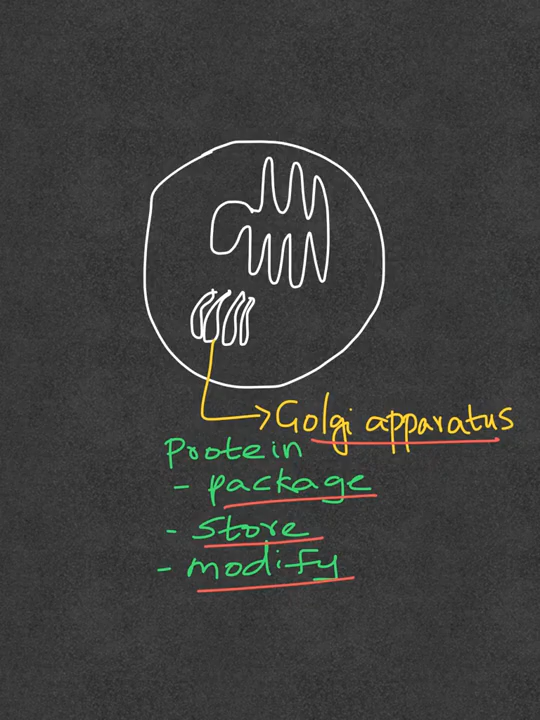 Golgi apparatus
Protein
- package
- store
- modify